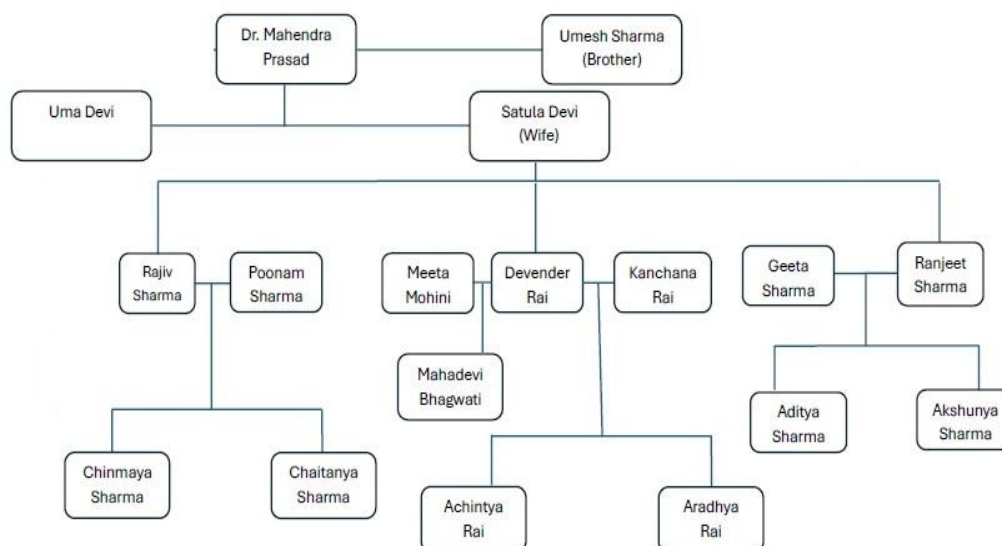 Dr. Mahendra
Prasad
Umesh Sharma
(Brother)
Uma Devi
Satula Devi
(Wife)
Rajiv
Sharma
Poonam
Sharma
Meeta
Mohini
Devender
Rai
Kanchana
Rai
Geeta
Sharma
Ranjeet
Sharma
Mahadevi
Bhagwati
Aditya
Sharma
Akshunya
Sharma
Chinmaya
Sharma
Chaitanya
Sharma
Achintya
Rai
Aradhya
Rai